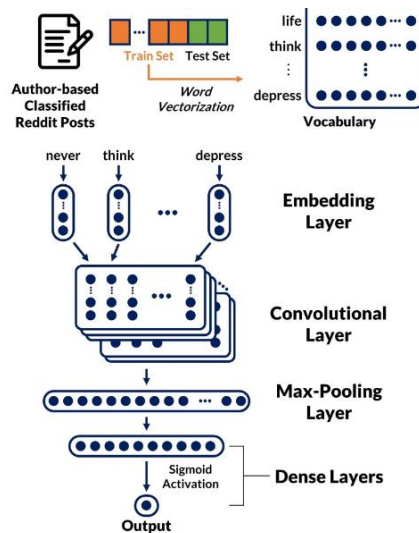 life
think
depress
Vocabulary
Train Set Test Set
Word
Vectorization
Author-based
Classified
Reddit Posts
never think depress
Embedding
Layer
Convolutional
Layer
Max-Pooling
Layer
Sigmoid
Activation
Dense Layers
Output